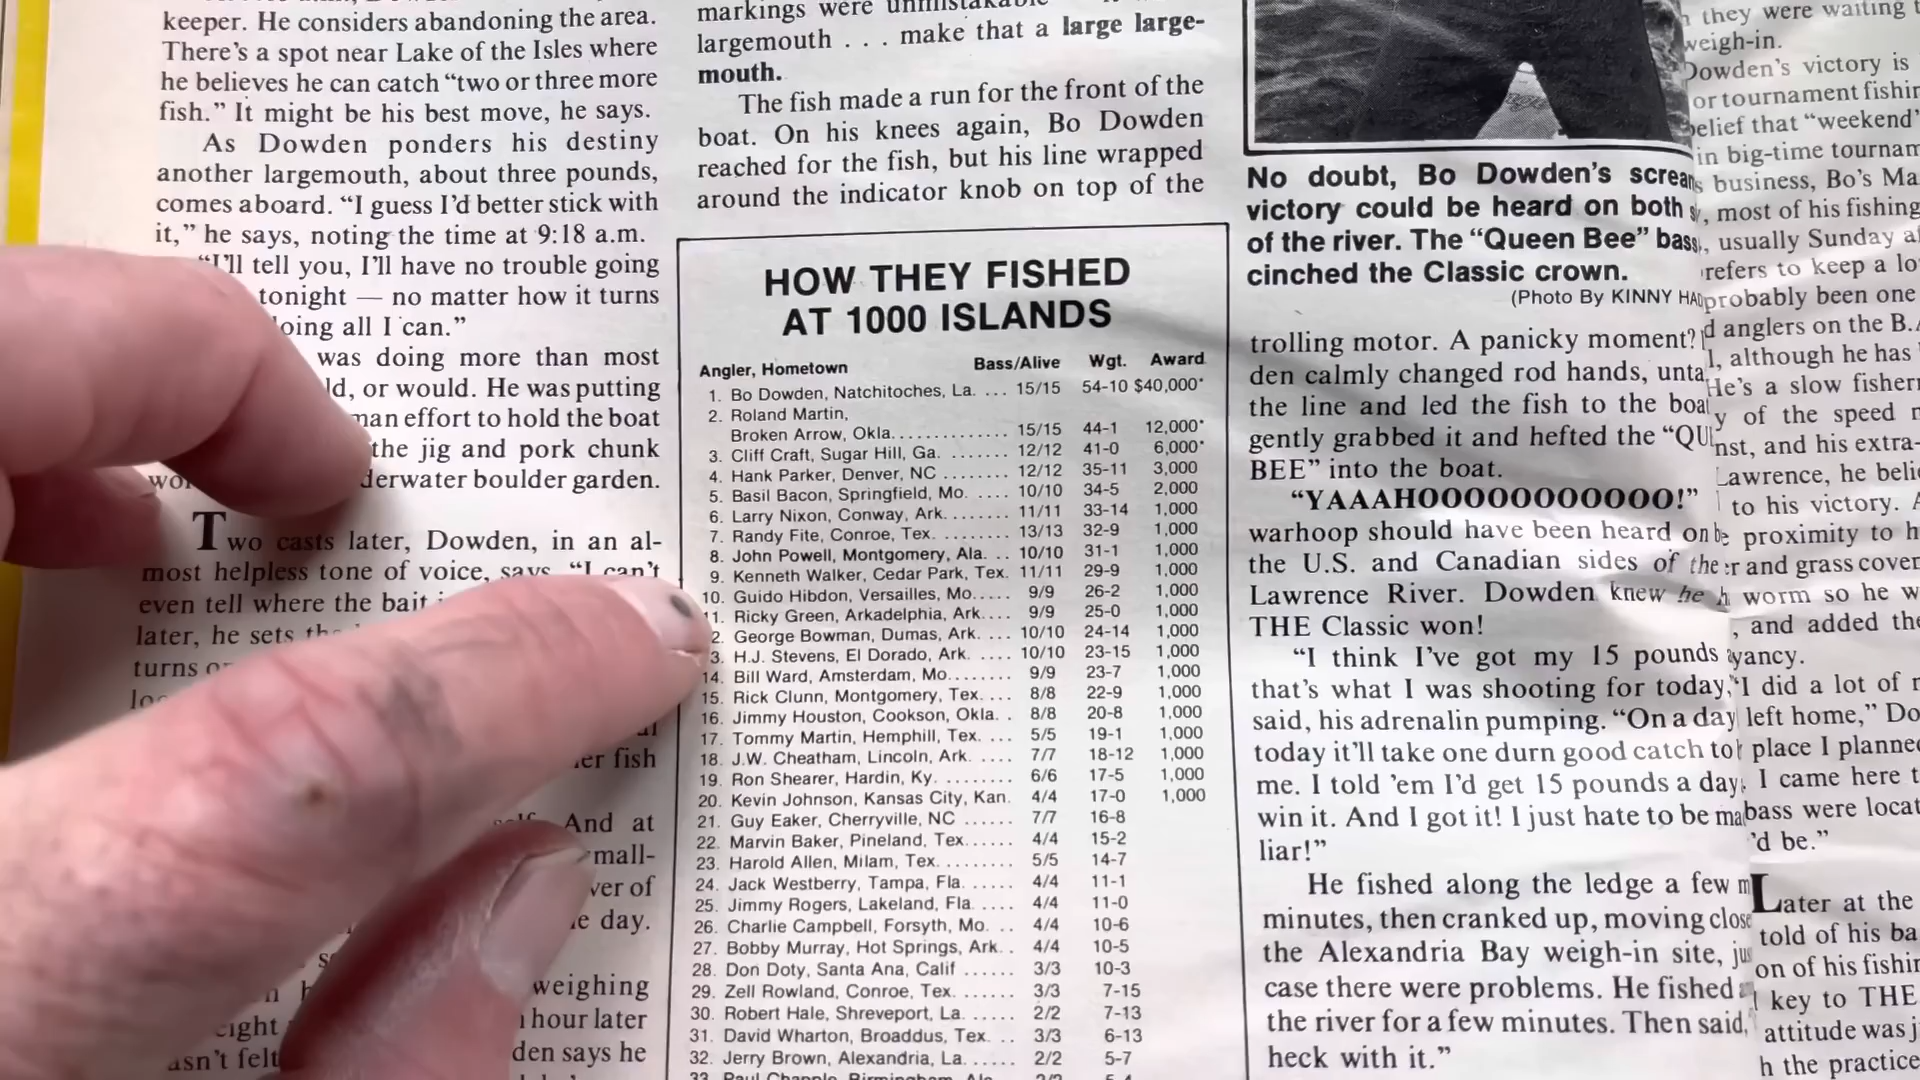 keeper. He considers abandoning the area.
There's a spot near Lake of the Isles where
he believes he can catch “two or three more
fish.” It might be his best move, he says.
As Dowden ponders his destiny
another largemouth, about three pounds,
comes aboard. “I guess I'd better stick with
it,” he says, noting the time at 9:18 a.m.
“I'll tell you, I'll have no trouble going
tonight — no matter how it turns
oing all I can.”
was doing more than most
ld, or would. He was putting
man effort to hold the boat
the jig and pork chunk
derwater boulder garden.
Two casts later, Dowden, in an al-
most helpless tone of voice, says, “I can't
even tell where the bait
later, he sets
turns
er fish
And at
mall-
ver of
e day.
weighing
hour later
eight
den says he
asn't felt
markings were unmistakable
largemouth . . . make that a large large-
mouth.
The fish made a run for the front of the
boat. On his knees again, Bo Dowden
reached for the fish, but his line wrapped
around the indicator knob on top of the
HOW THEY FISHED
AT 1000 ISLANDS
Angler, Hometown Bass/Alive Wgt. Award
1. Bo Dowden, Natchitoches, La. ... 15/15 54-10 $40,000*
2. Roland Martin,
Broken Arrow, Okla. ............ 15/15 44-1 12,000*
3. Cliff Craft, Sugar Hill, Ga. ....... 12/12 41-0 6,000*
4. Hank Parker, Denver, NC ........ 12/12 35-11 3,000
5. Basil Bacon, Springfield, Mo. .... 10/10 34-5 2,000
6. Larry Nixon, Conway, Ark. ....... 11/11 33-14 1,000
7. Randy Fite, Conroe, Tex. ........ 13/13 32-9 1,000
8. John Powell, Montgomery, Ala. .. 10/10 31-1 1,000
9. Kenneth Walker, Cedar Park, Tex. 11/11 29-9 1,000
10. Guido Hibdon, Versailles, Mo. .... 9/9 26-2 1,000
11. Ricky Green, Arkadelphia, Ark. ... 9/9 25-0 1,000
2. George Bowman, Dumas, Ark. ... 10/10 24-14 1,000
3. H.J. Stevens, El Dorado, Ark. .... 10/10 23-15 1,000
14. Bill Ward, Amsterdam, Mo. ....... 9/9 23-7 1,000
15. Rick Clunn, Montgomery, Tex. ... 8/8 22-9 1,000
16. Jimmy Houston, Cookson, Okla. . 8/8 20-8 1,000
17. Tommy Martin, Hemphill, Tex. ... 5/5 19-1 1,000
18. J.W. Cheatham, Lincoln, Ark. .... 7/7 18-12 1,000
19. Ron Shearer, Hardin, Ky. ........ 6/6 17-5 1,000
20. Kevin Johnson, Kansas City, Kan. 4/4 17-0 1,000
21. Guy Eaker, Cherryville, NC ...... 7/7 16-8
22. Marvin Baker, Pineland, Tex. .... 4/4 15-2
23. Harold Allen, Milam, Tex. ....... 5/5 14-7
24. Jack Westberry, Tampa, Fla. ..... 4/4 11-1
25. Jimmy Rogers, Lakeland, Fla. .... 4/4 11-0
26. Charlie Campbell, Forsyth, Mo. .. 4/4 10-6
27. Bobby Murray, Hot Springs, Ark. . 4/4 10-5
28. Don Doty, Santa Ana, Calif ...... 3/3 10-3
29. Zell Rowland, Conroe, Tex. ...... 3/3 7-15
30. Robert Hale, Shreveport, La. .... 2/2 7-13
31. David Wharton, Broaddus, Tex. .. 3/3 6-13
32. Jerry Brown, Alexandria, La. .... 2/2 5-7
33. Paul Chapple, Birmingham, Ala.
No doubt, Bo Dowden's scream
victory could be heard on both
of the river. The “Queen Bee” bass
cinched the Classic crown.
(Photo By KINNY
trolling motor. A panicky moment?
den calmly changed rod hands, unta
the line and led the fish to the boa
gently grabbed it and hefted the “QU
BEE” into the boat.
“YAAAHOOOOOOOOOOO!”
warhoop should have been heard on
the U.S. and Canadian sides of the
Lawrence River. Dowden knew he h
THE Classic won!
“I think I've got my 15 pounds
that's what I was shooting for today,
said, his adrenalin pumping. “On a day
today it'll take one durn good catch to
me. I told 'em I'd get 15 pounds a day
win it. And I got it! I just hate to be ma
liar!”
He fished along the ledge a few m
minutes, then cranked up, moving close
the Alexandria Bay weigh-in site, ju
case there were problems. He fished
the river for a few minutes. Then said,
heck with it.”
they were waiting t
weigh-in.
Dowden's victory is
or tournament fishin
belief that “weekend”
in big-time tournam
business, Bo's Ma
, most of his fishing
, usually Sunday af
refers to keep a lo
probably been one
d anglers on the B.A
I, although he has
He's a slow fisherm
y of the speed
nst, and his extra-
Lawrence, he beli
to his victory. A
proximity to h
r and grass cover
worm so he w
, and added the
yancy.
“I did a lot of
left home,” Do
place I planned
I came here t
bass were locat
'd be.”
Later at the
told of his ba
on of his fishin
key to THE
attitude was j
h the practice